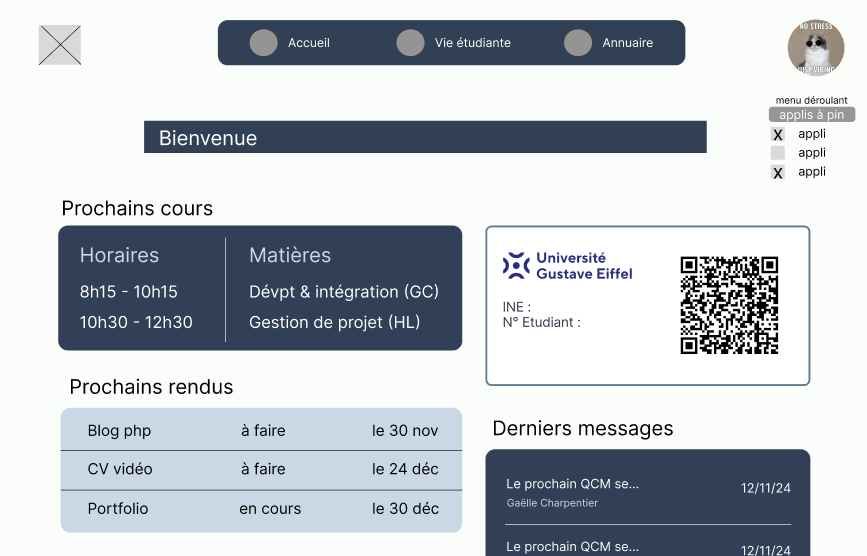 Accueil
Vie étudiante
Annuaire
NO STRESS
JUST VIBING
menu déroulant
applis à pin
X appli
appli
X appli
Bienvenue
Prochains cours
Horaires Matières
8h15 - 10h15 Dévpt & intégration (GC)
10h30 - 12h30 Gestion de projet (HL)
Université
Gustave Eiffel
INE :
N° Etudiant :
Prochains rendus
Blog php à faire le 30 nov
CV vidéo à faire le 24 déc
Portfolio en cours le 30 déc
Derniers messages
Le prochain QCM se... 12/11/24
Gaëlle Charpentier
Le prochain QCM se... 12/11/24